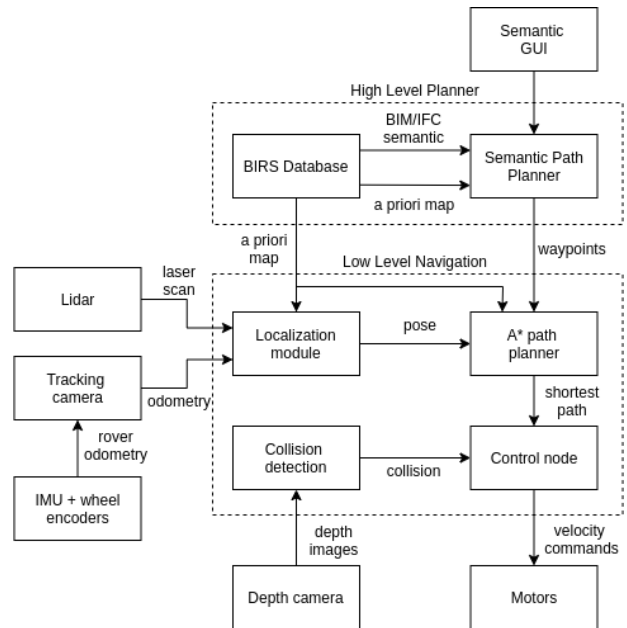 Semantic
GUI
High Level Planner
BIM/IFC
semantic
BIRS Database
Semantic Path
Planner
a priori map
a priori
map
waypoints
Low Level Navigation
laser
scan
Lidar
Localization
module
pose
A* path
planner
Tracking
camera
odometry
shortest
path
rover
odometry
Collision
detection
collision
Control node
IMU + wheel
encoders
depth
images
velocity
commands
Depth camera
Motors